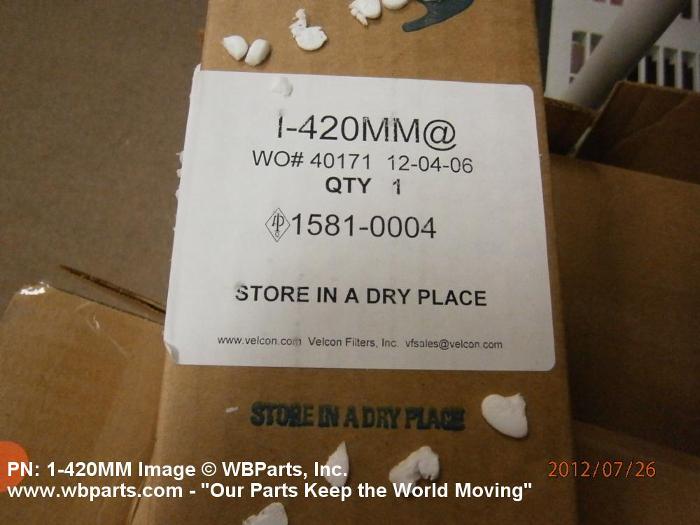 I-420MM@
WO# 40171 12-04-06
QTY 1
1581-0004
STORE IN A DRY PLACE
www.velcon.com Velcon Filters, Inc. vfsales@velcon.com
STORE IN A DRY PLACE
PN: 1-420MM Image © WBParts, Inc.
2012/07/26
www.wbparts.com - "Our Parts Keep the World Moving"